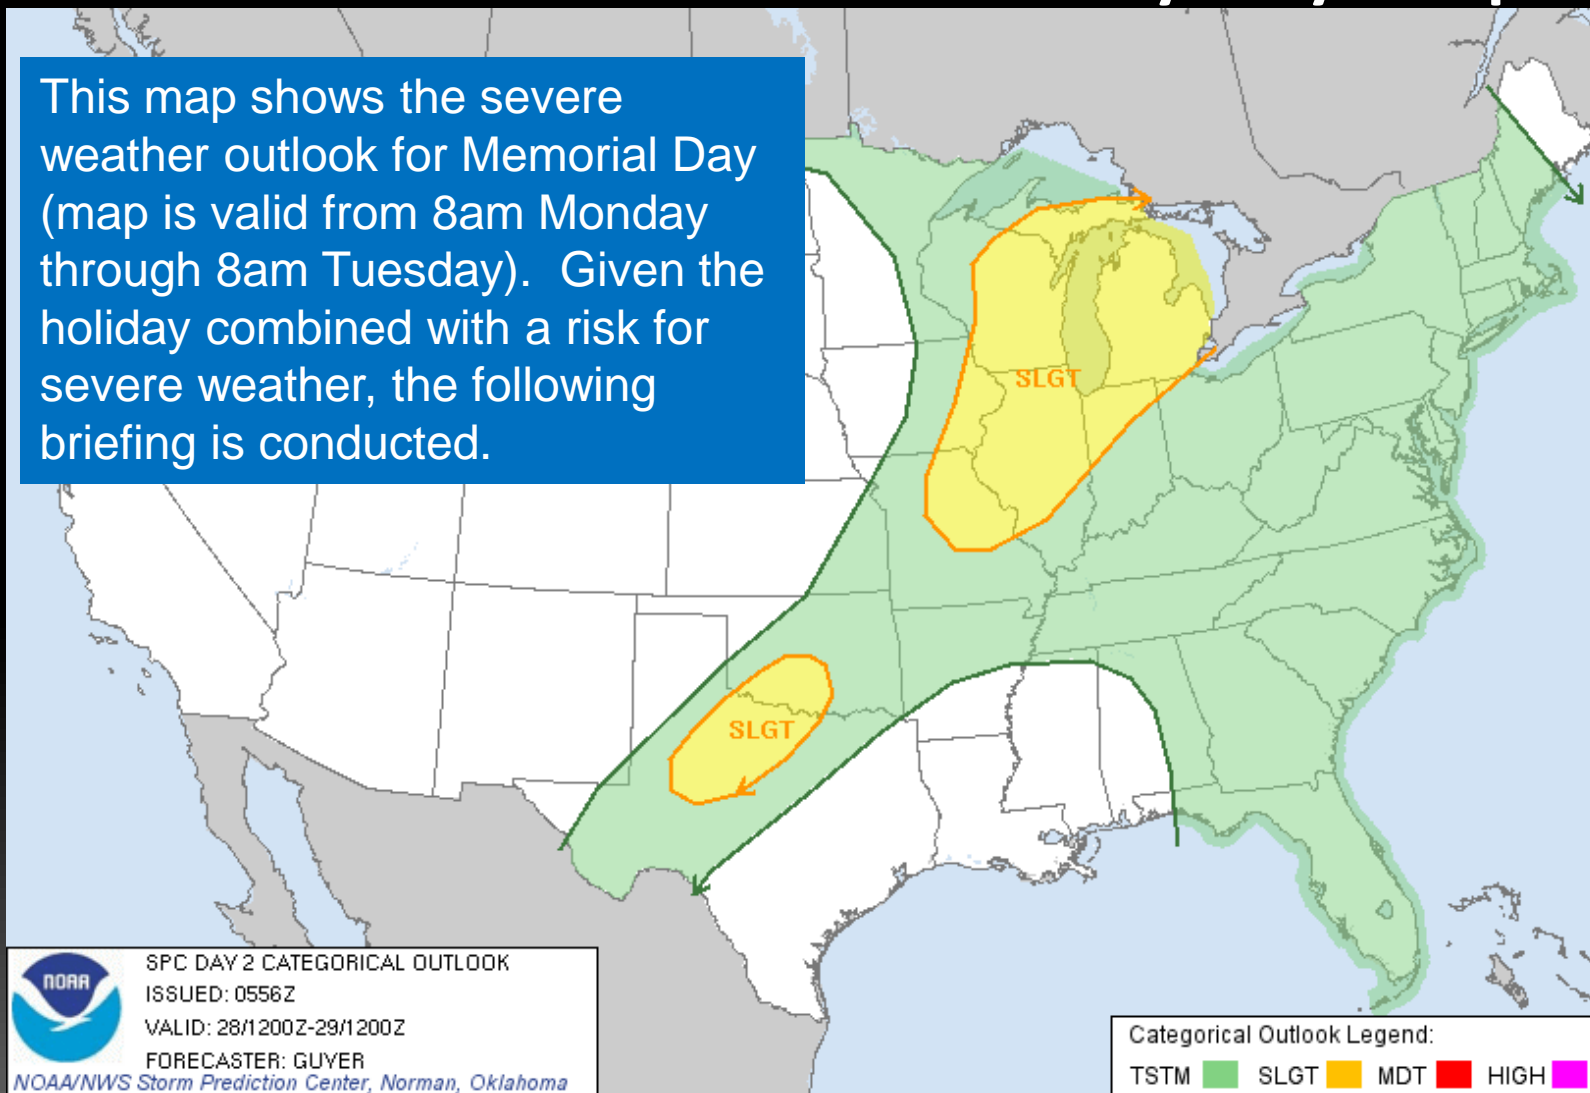 This map shows the severe
weather outlook for Memorial Day
(map is valid from 8am Monday
through 8am Tuesday).  Given the
holiday combined with a risk for
severe weather, the following
briefing is conducted.
SLGT
SLGT
NOAA
SPC DAY 2 CATEGORICAL OUTLOOK
ISSUED: 0556Z
VALID: 28/1200Z-29/1200Z
FORECASTER: GUYER
NOAA/NWS Storm Prediction Center, Norman, Oklahoma
Categorical Outlook Legend:
TSTM SLGT MDT HIGH